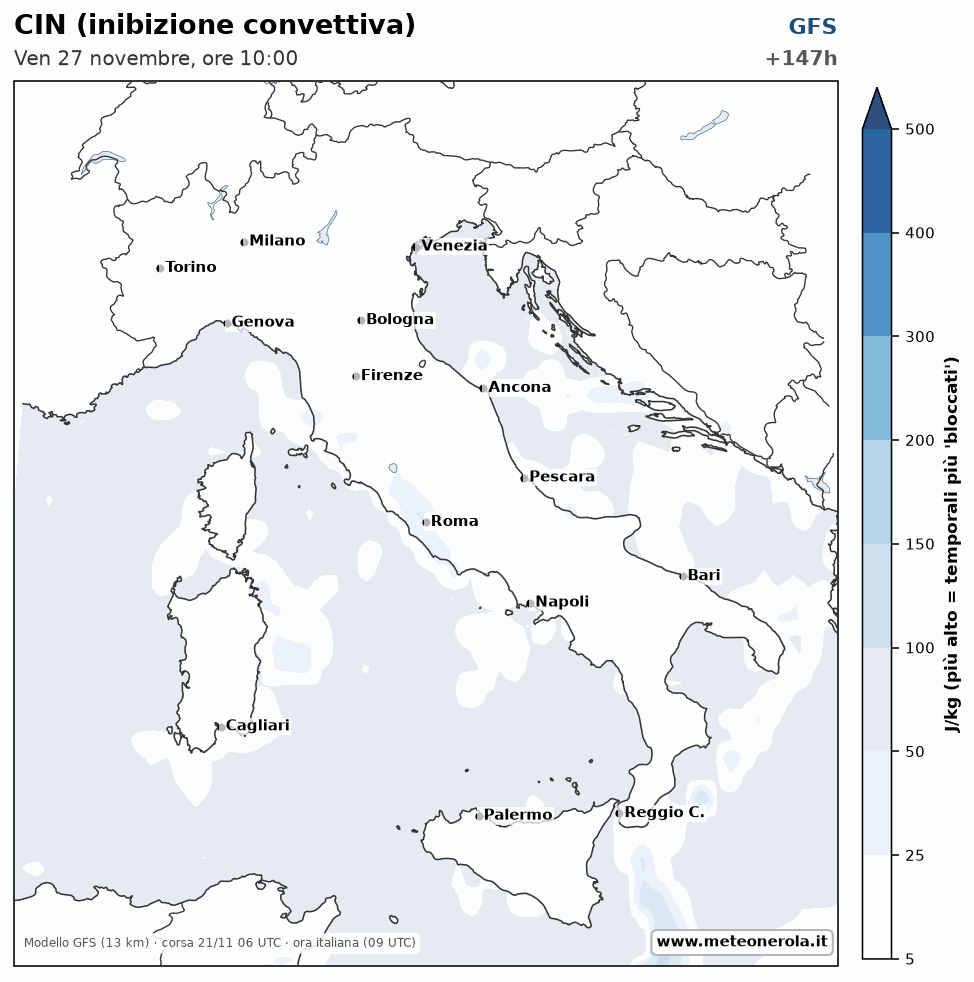 CIN (inibizione convettiva)
GFS
Ven 27 novembre, ore 10:00
+147h
Milano
Venezia
Torino
Genova
Bologna
Firenze
Ancona
Pescara
Roma
Bari
Napoli
Cagliari
Palermo
Reggio C.
500
400
300
200
150
100
50
25
5
J/kg (più alto = temporali più 'bloccati')
Modello GFS (13 km) · corsa 21/11 06 UTC · ora italiana (09 UTC)
www.meteonerola.it